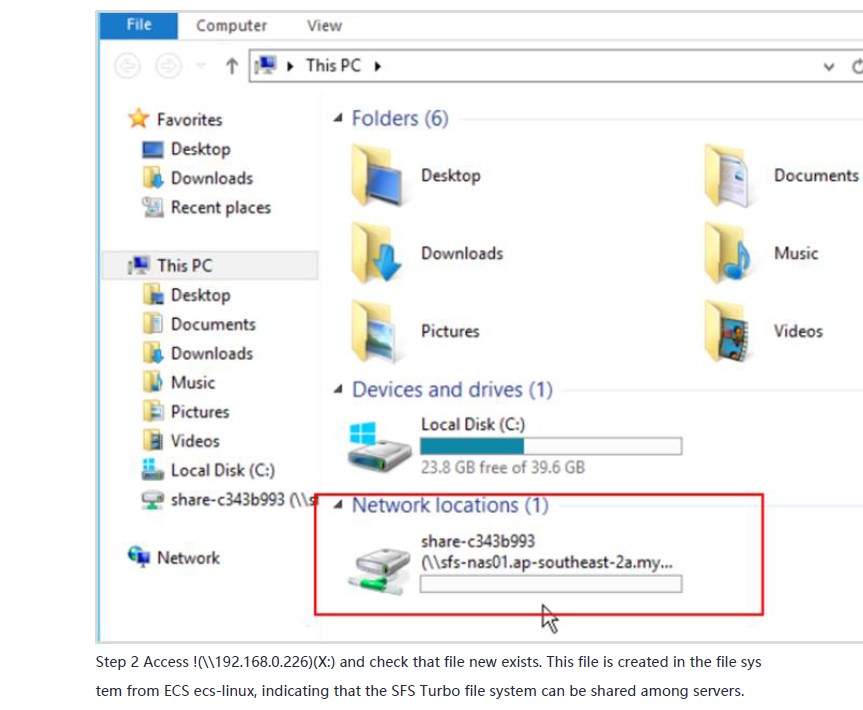 File Computer View
This PC
Favorites
Desktop
Downloads
Recent places
This PC
Desktop
Documents
Downloads
Music
Pictures
Videos
Local Disk (C:)
share-c343b993 (\\s
Network
Folders (6)
Desktop
Documents
Downloads
Music
Pictures
Videos
Devices and drives (1)
Local Disk (C:)
23.8 GB free of 39.6 GB
Network locations (1)
share-c343b993
(\\sfs-nas01.ap-southeast-2a.my...
Step 2 Access !(\\192.168.0.226)(X:) and check that file new exists. This file is created in the file sys
tem from ECS ecs-linux, indicating that the SFS Turbo file system can be shared among servers.